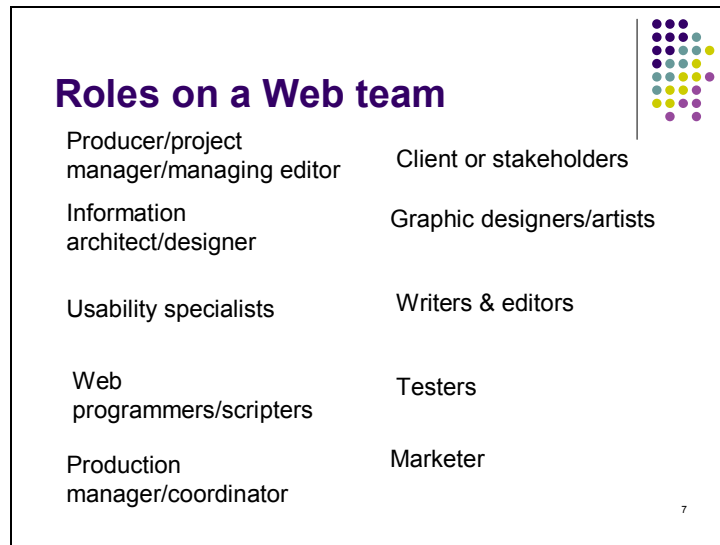 Roles on a Web team
Producer/project
manager/managing editor
Client or stakeholders
Information
architect/designer
Graphic designers/artists
Usability specialists
Writers & editors
Web
programmers/scripters
Testers
Production
manager/coordinator
Marketer
7